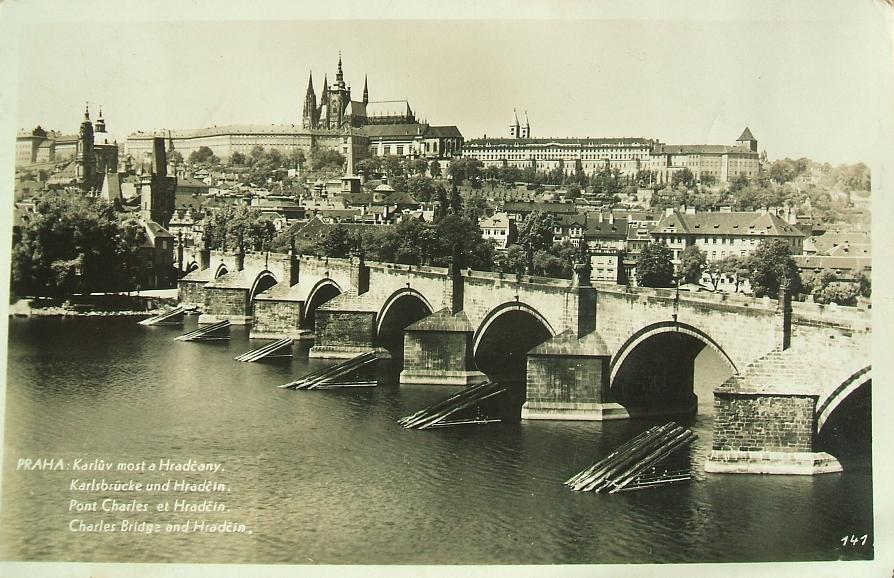 PRAHA: Karlův most a Hradčany.
Karlsbrücke und Hradčin.
Pont Charles et Hradčin.
Charles Bridge and Hradčin.
141